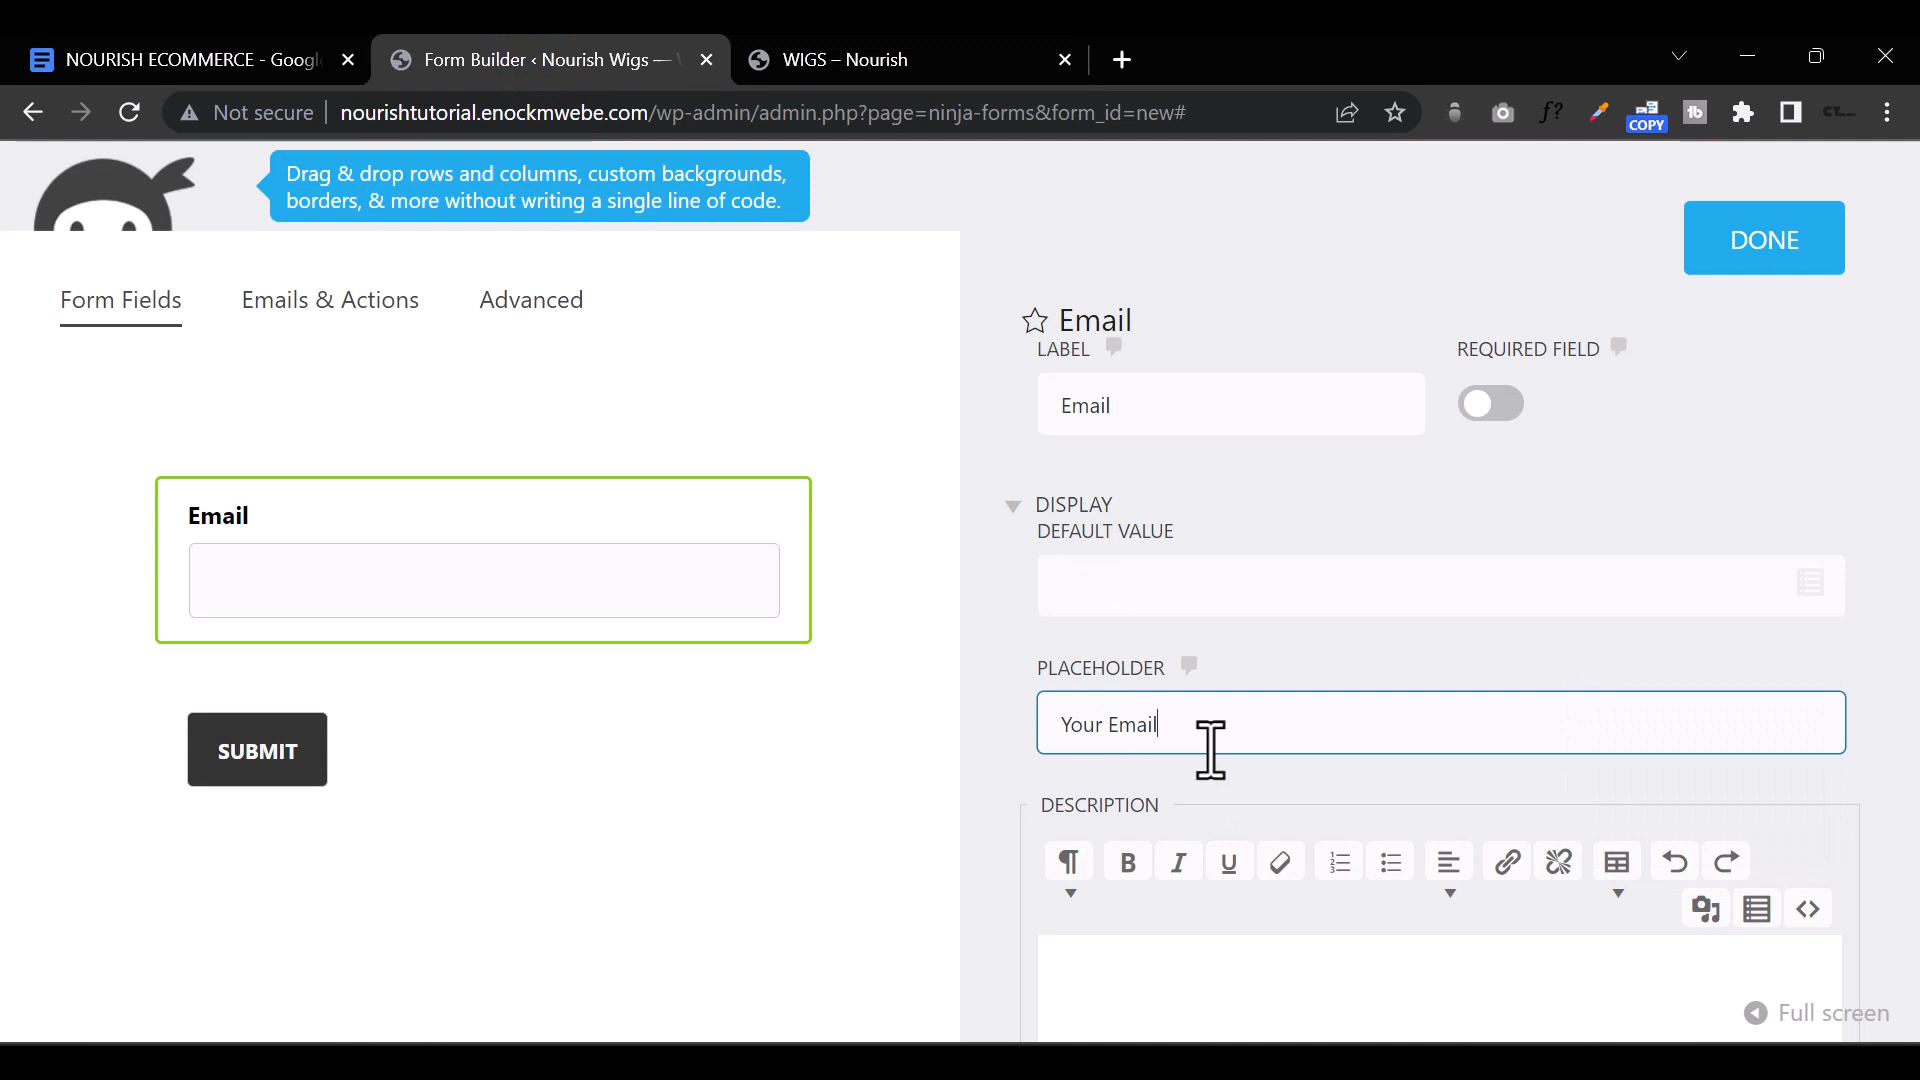 NOURISH ECOMMERCE - Googl
Form Builder ‹ Nourish Wigs —
WIGS – Nourish
Not secure
nourishtutorial.enockmwebe.com/wp-admin/admin.php?page=ninja-forms&form_id=new#
f?
COPY
tb
Drag & drop rows and columns, custom backgrounds,
borders, & more without writing a single line of code.
DONE
Form Fields
Emails & Actions
Advanced
Email
LABEL
REQUIRED FIELD
Email
DISPLAY
DEFAULT VALUE
Email
PLACEHOLDER
Your Email
SUBMIT
DESCRIPTION
B
I
U
Full screen